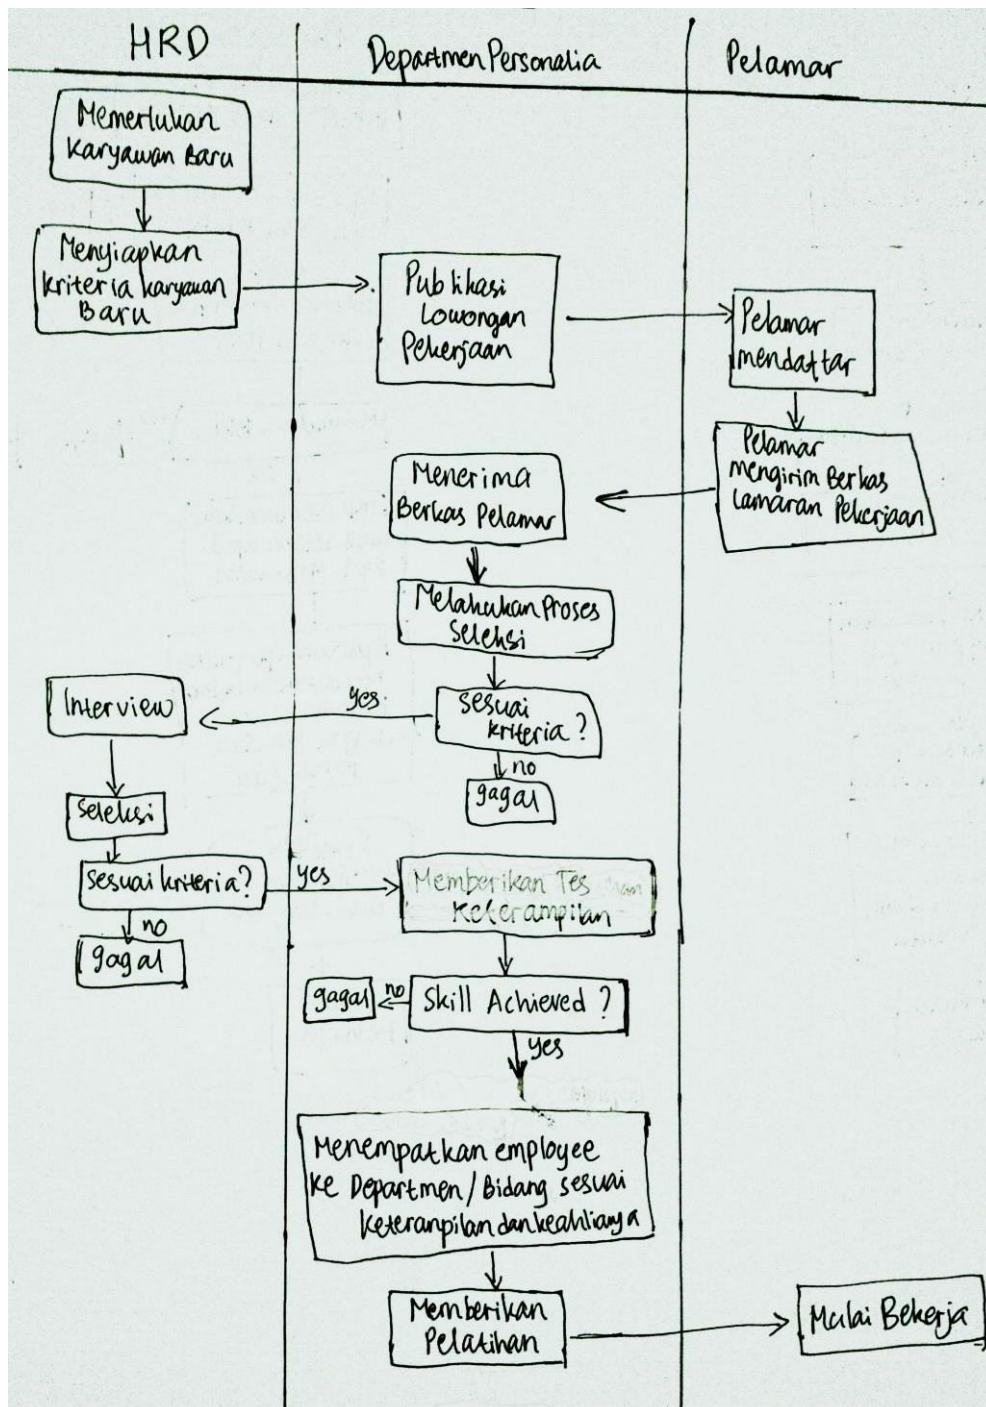 HRD
Departmen Personalia
Pelamar
Memerlukan
Karyawan Baru
Menyiapkan
kriteria karyawan
Baru
Publikasi
Lowongan
Pekerjaan
Pelamar
mendaftar
Pelamar
mengirim Berkas
Lamaran Pekerjaan
Menerima
Berkas Pelamar
Melakukan Proses
Seleksi
sesuai
kriteria ?
yes
no
gagal
Interview
seleksi
sesuai kriteria?
no
gagal
yes
Memberikan Tes
Keterampilan
Skill Achieved ?
no
gagal
yes
Menempatkan employee
ke Departmen / Bidang sesuai
Keteranpilan dan keahlianya
Memberikan
Pelatihan
Mulai Bekerja